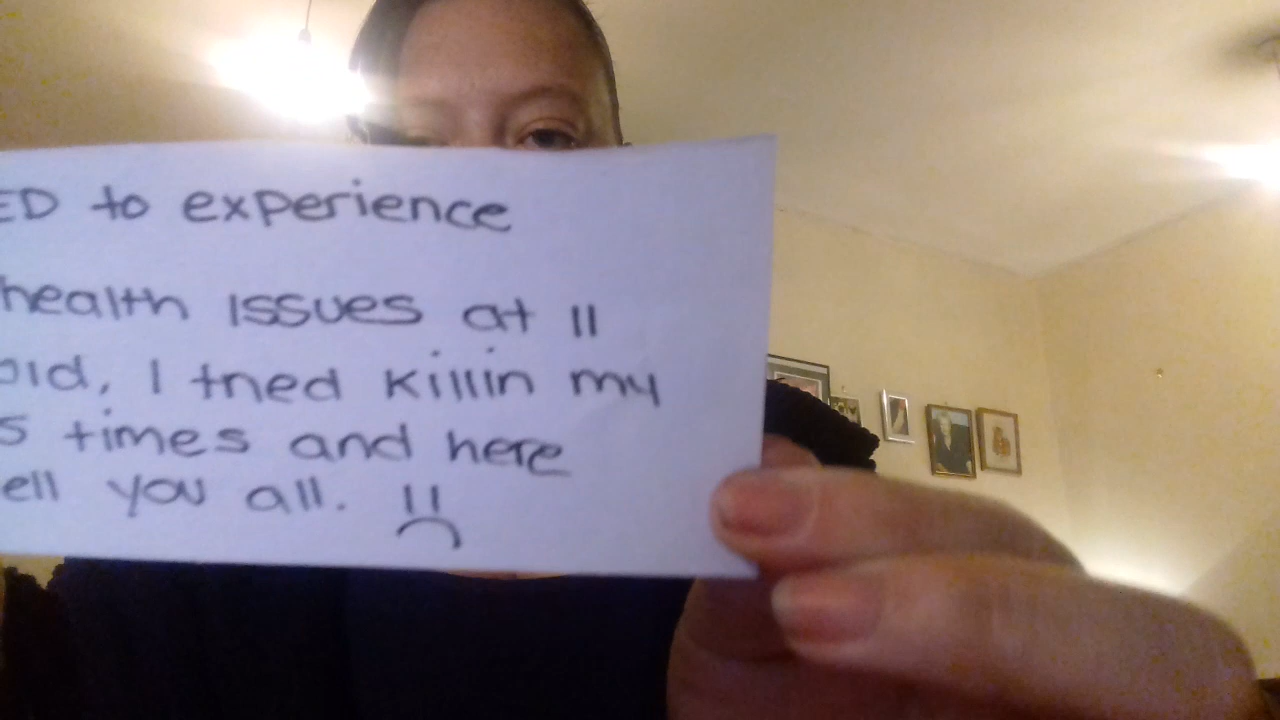 ED to experience
health issues at 11
old, I tried killin my
5 times and here
ell you all.